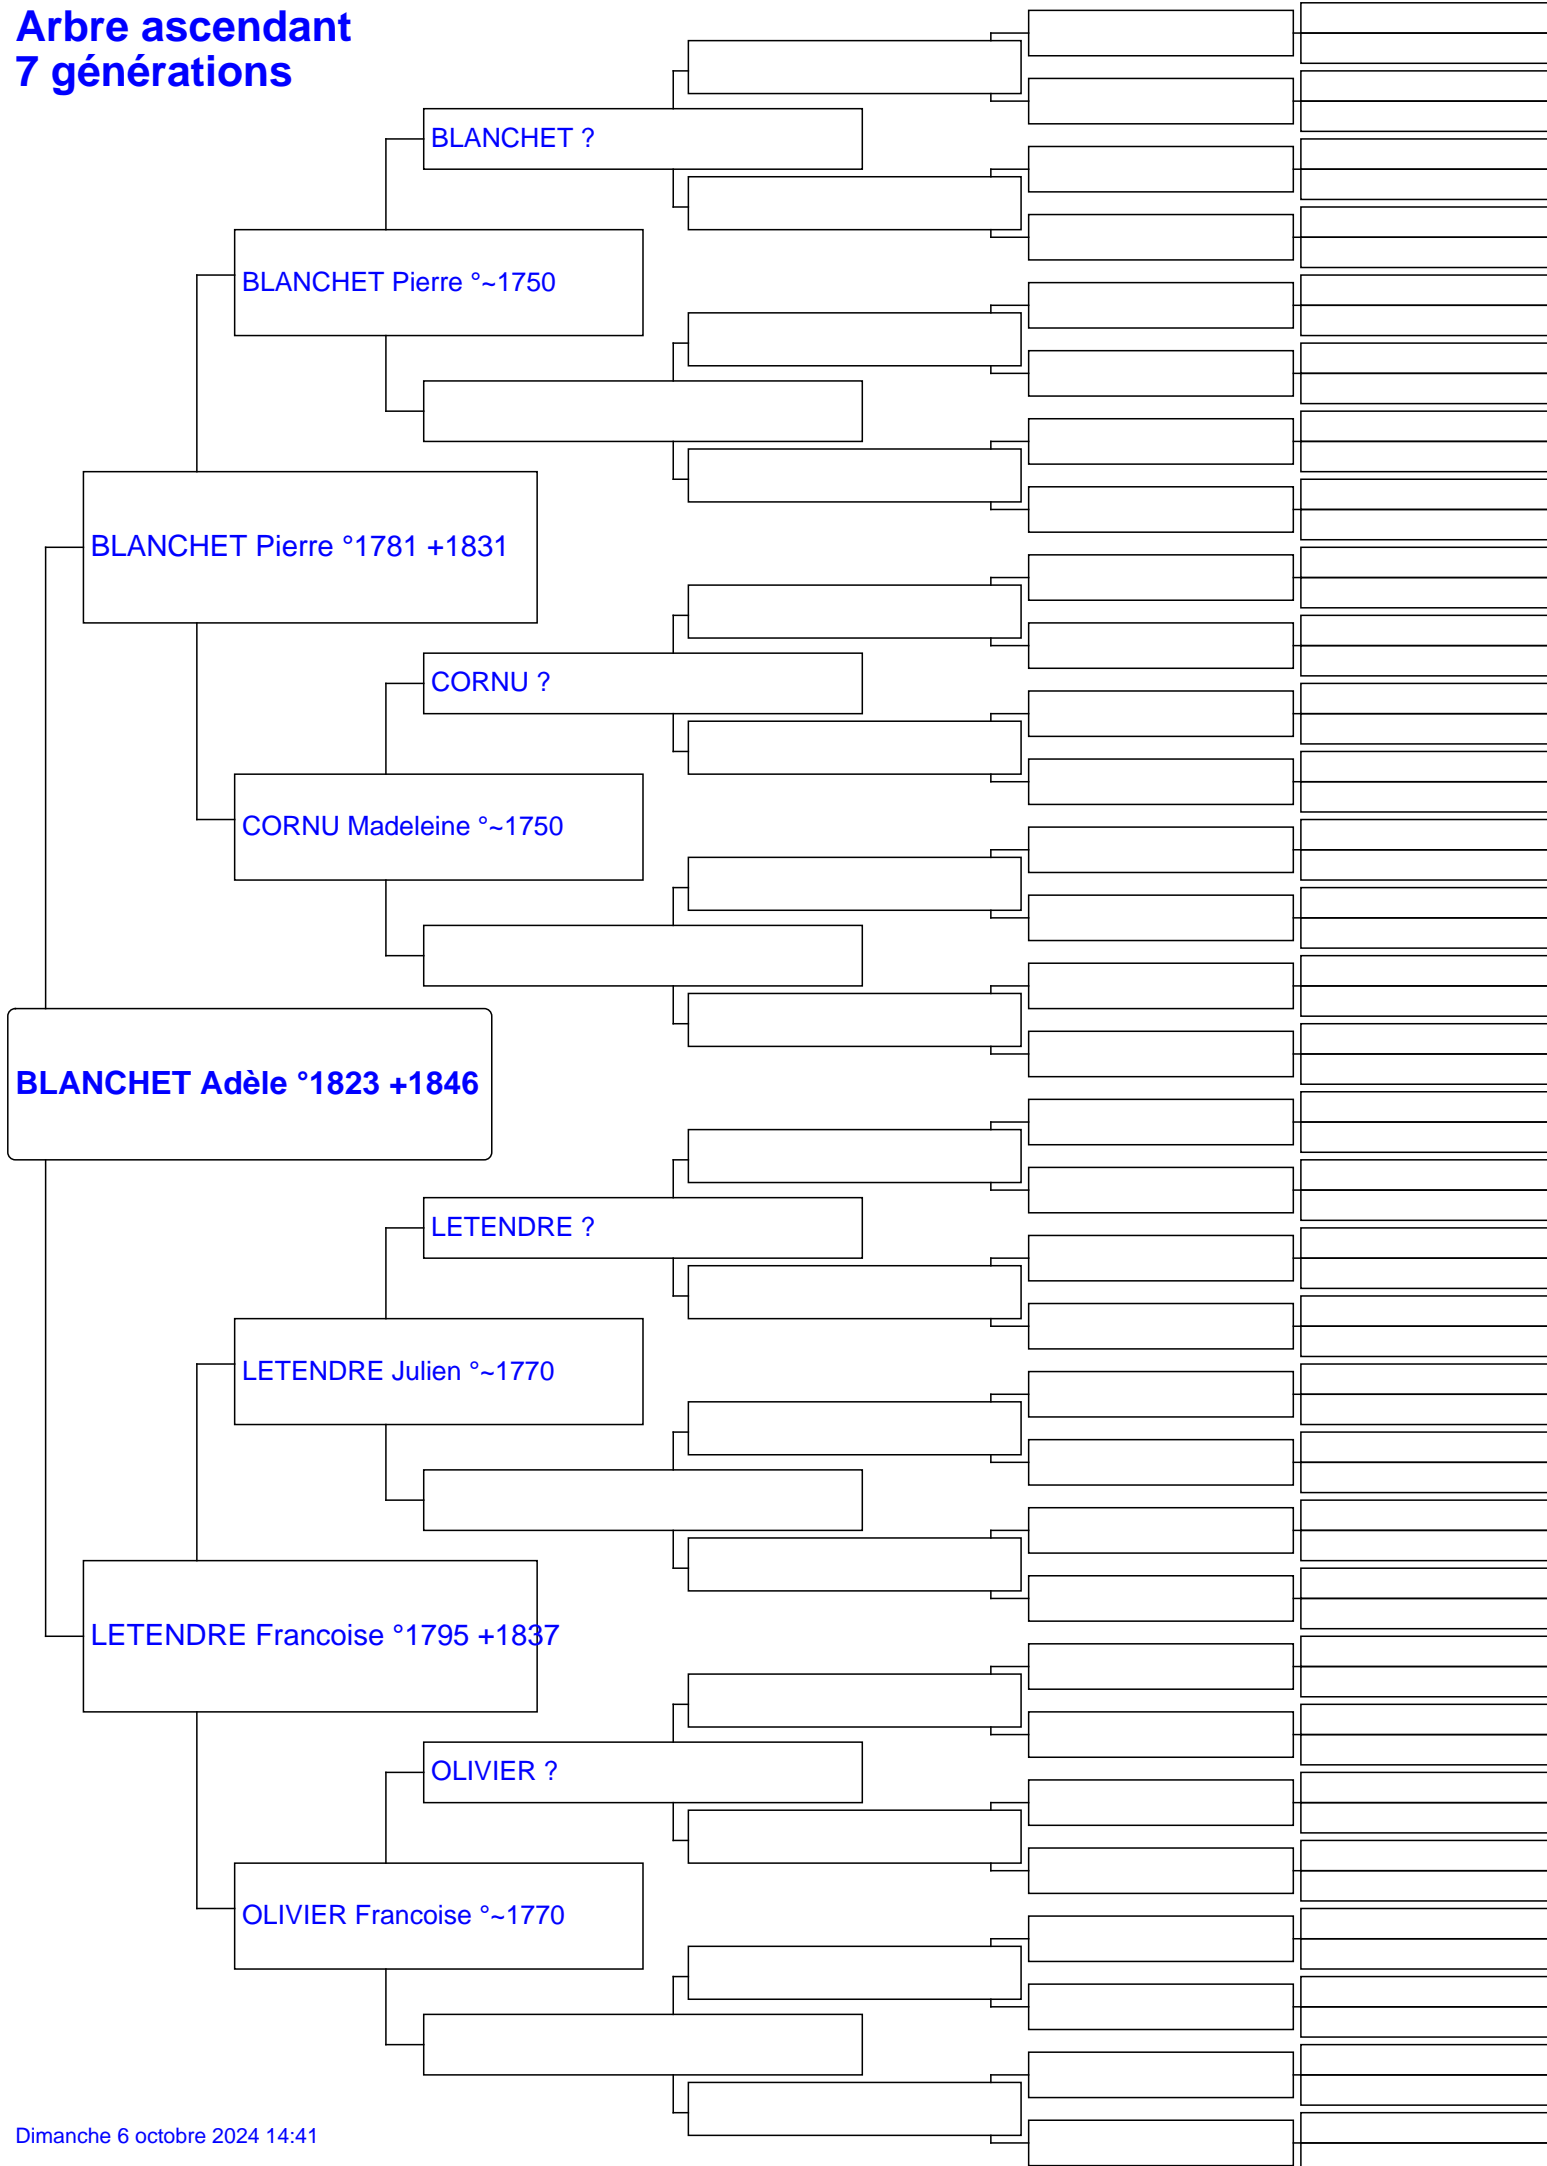 Arbre ascendant
7 générations
BLANCHET ?
BLANCHET Pierre °~1750
BLANCHET Pierre °1781 +1831
CORNU ?
CORNU Madeleine °~1750
BLANCHET Adèle °1823 +1846
LETENDRE ?
LETENDRE Julien °~1770
LETENDRE Francoise °1795 +1837
OLIVIER ?
OLIVIER Francoise °~1770
Dimanche 6 octobre 2024 14:41